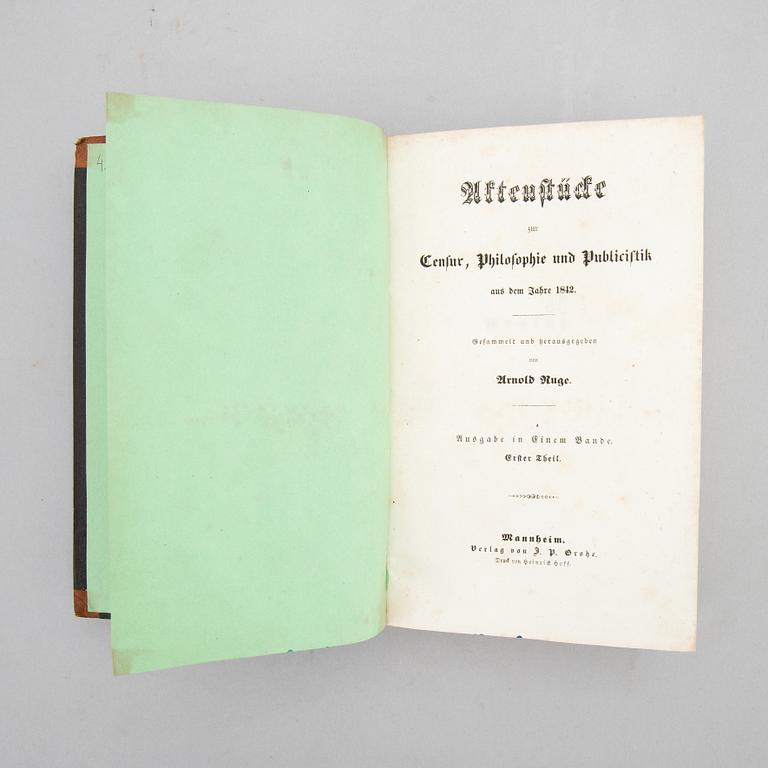 4.
Aktenstücke
zur
Censur, Philosophie und Publicistik
aus dem Jahre 1842.
Gesammelt und herausgegeben
von
Arnold Ruge.
Ausgabe in Einem Bande.
Erster Theil.
Mannheim.
Verlag von J. P. Grohe.
Druck von Heinrich Hoff.